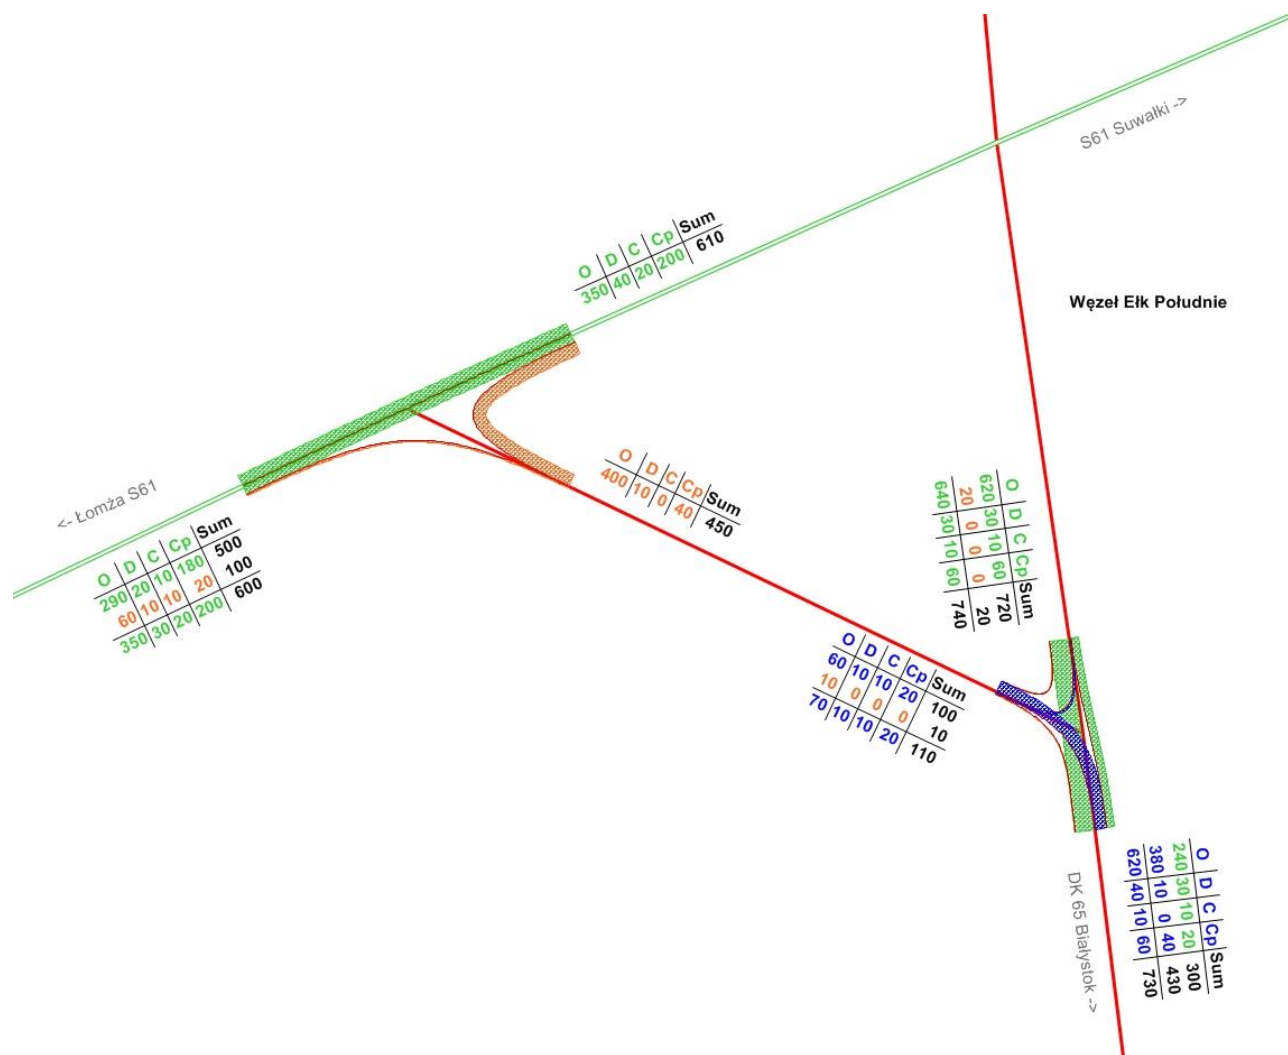 S61 Suwałki ->
O D C Cp Sum
350 40 20 200 610
Węzeł Ełk Południe
<- Łomża S61
O D C Cp Sum
290 20 10 180 500
60 10 10 20 100
350 30 20 200 600
O D C Cp Sum
400 10 0 40 450
O D C Cp Sum
620 30 10 60 720
20 0 0 0 20
640 30 10 60 740
O D C Cp Sum
60 10 10 20 100
10 0 0 0 10
70 10 10 20 110
O D C Cp Sum
240 30 10 20 300
380 10 0 40 430
620 40 10 60 730
DK 65 Białystok ->